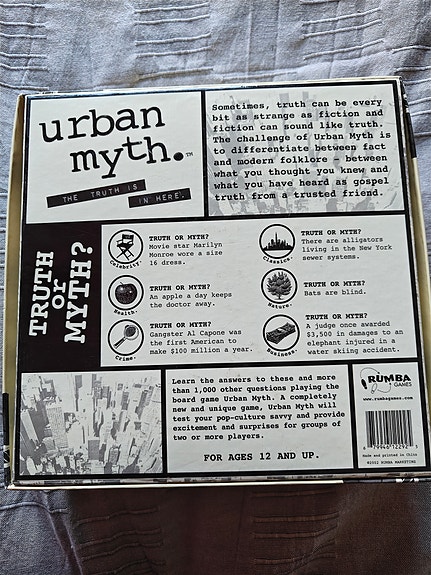 urban
myth.™
THE TRUTH IS
IN HERE.
Sometimes, truth can be every
bit as strange as fiction and
fiction can sound like truth.
The challenge of Urban Myth is
to differentiate between fact
and modern folklore - between
what you thought you knew and
what you have heard as gospel
truth from a trusted friend.
TRUTH
or
MYTH?
Celebrity.
TRUTH OR MYTH?
Movie star Marilyn
Monroe wore a size
16 dress.
Classics.
TRUTH OR MYTH?
There are alligators
living in the New York
sewer systems.
Health.
TRUTH OR MYTH?
An apple a day keeps
the doctor away.
Nature.
TRUTH OR MYTH?
Bats are blind.
Crime.
TRUTH OR MYTH?
Gangster Al Capone was
the first American to
make $100 million a year.
Business.
TRUTH OR MYTH?
A judge once awarded
$3,500 in damages to an
elephant injured in a
water skiing accident.
Learn the answers to these and more
than 1,000 other questions playing the
board game Urban Myth. A completely
new and unique game, Urban Myth will
test your pop-culture savvy and provide
excitement and surprises for groups of
two or more players.
FOR AGES 12 AND UP.
RUMBA
GAMES
www.rumbagames.com
Made and printed in China
©2002 RUMBA MARKETING